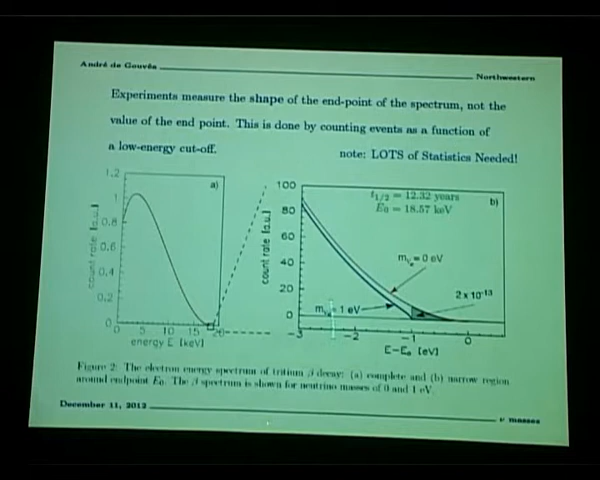 André de Gouvêa
Northwestern
Experiments measure the shape of the end-point of the spectrum, not the
value of the end point. This is done by counting events as a function of
a low-energy cut-off.
note: LOTS of Statistics Needed!
1.2
1
0.8
0.6
0.4
0.2
0
count rate [a.u.]
a)
0 5 10 15 20
energy E [keV]
100
80
60
40
20
0
count rate [a.u.]
t1/2 = 12.32 years
E0 = 18.57 keV
b)
mνe = 0 eV
2 x 10-13
mνe = 1 eV
-3 -2 -1 0
E-E0 [eV]
Figure 2: The electron energy spectrum of tritium β decay: (a) complete and (b) narrow region
around endpoint E0. The β spectrum is shown for neutrino masses of 0 and 1 eV.
December 11, 2013
ν masses